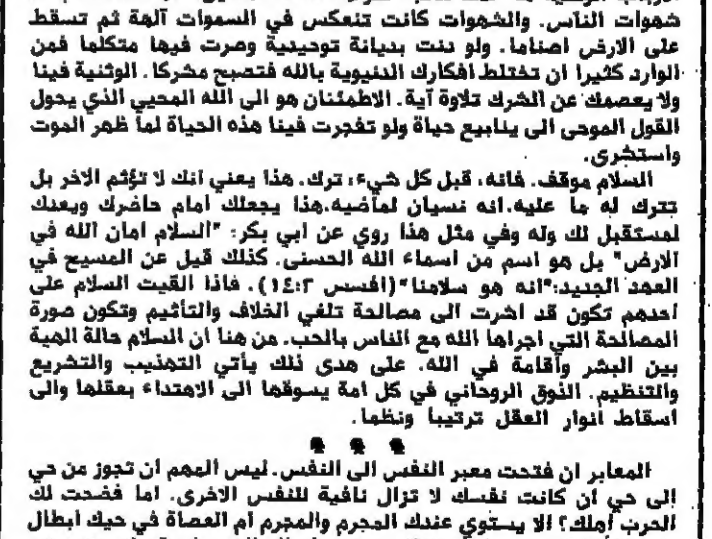 شهوات الناس. والشهوات كانت تنعكس في السموات آلهة ثم تسقط
على الارض اصناما. ولو دنت بديانة توحيدية وصرت فيها متكلما فمن
الوارد كثيرا ان تختلط افكارك الدنيوية بالله فتصبح مشركا. الوثنية فينا
ولا يعصمك عن الشرك تلاوة آية. الاطمئنان هو الى الله المحيي الذي يحول
القول الموحى الى ينابيع حياة ولو تفجرت فينا هذه الحياة لما ظهر الموت
واستشرى.
السلام موقف. فانه، قبل كل شيء، ترك. هذا يعني انك لا تؤثم الاخر بل
تترك له ما عليه. انه نسيان لماضيه. هذا يجعلك امام حاضرك ويعدك
لمستقبل لك وله وفي مثل هذا روي عن ابي بكر: "السلام امان الله في
الارض" بل هو اسم من اسماء الله الحسنى. كذلك قيل عن المسيح في
العهد الجديد: "انه هو سلامنا" (افسس ١٤:٢). فاذا القيت السلام على
احدهم تكون قد اشرت الى مصالحة تلغي الخلاف والتأثيم وتكون صورة
المصالحة التي اجراها الله مع الناس بالحب. من هنا ان السلام حالة الهية
بين البشر وأقامة في الله. على هدى ذلك يأتي التهذيب والتشريع
والتنظيم. الذوق الروحاني في كل امة يسوقها الى الاهتداء بعقلها والى
اسقاط انوار العقل ترتيبا ونظما.
المعابر ان فتحت معبر النفس الى النفس. ليس المهم ان تجوز من حي
إلى حي ان كانت نفسك لا تزال نافية للنفس الاخرى. اما فضحت لك
الحرب اهلك؟ الا يستوي عندك المجرم والمجرم ام العصاة في حيك ابطال